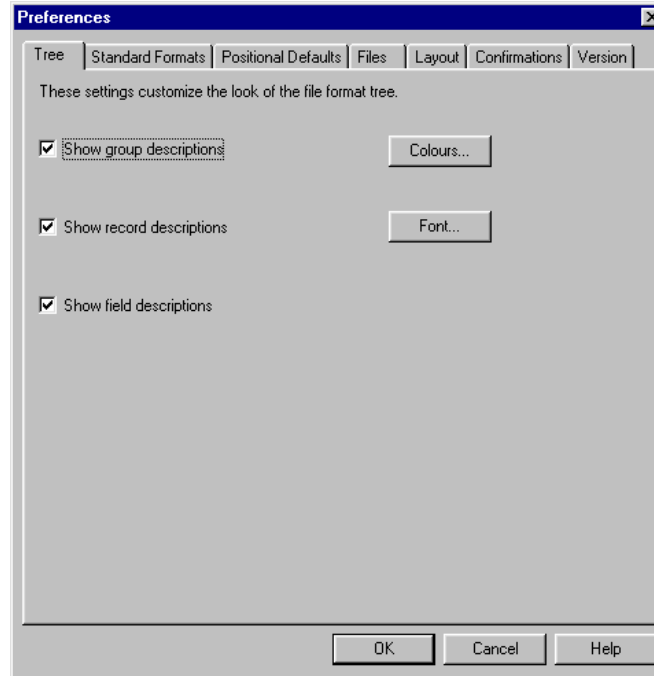 Preferences
Tree Standard Formats Positional Defaults Files Layout Confirmations Version
These settings customize the look of the file format tree.
Show group descriptions Colours...
Show record descriptions Font...
Show field descriptions
OK Cancel Help